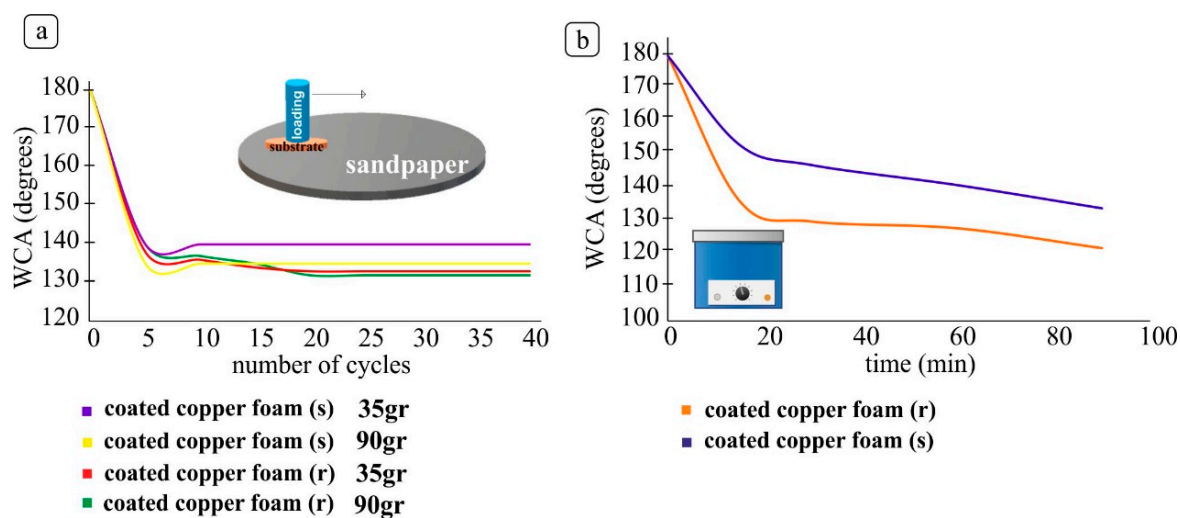 a
180
170
160
150
140
130
120
WCA (degrees)
loading
substrate
sandpaper
0 5 10 15 20 25 30 35 40
number of cycles
coated copper foam (s) 35gr
coated copper foam (s) 90gr
coated copper foam (r) 35gr
coated copper foam (r) 90gr
b
180
170
160
150
140
130
120
110
100
WCA (degrees)
0 20 40 60 80 100
time (min)
coated copper foam (r)
coated copper foam (s)